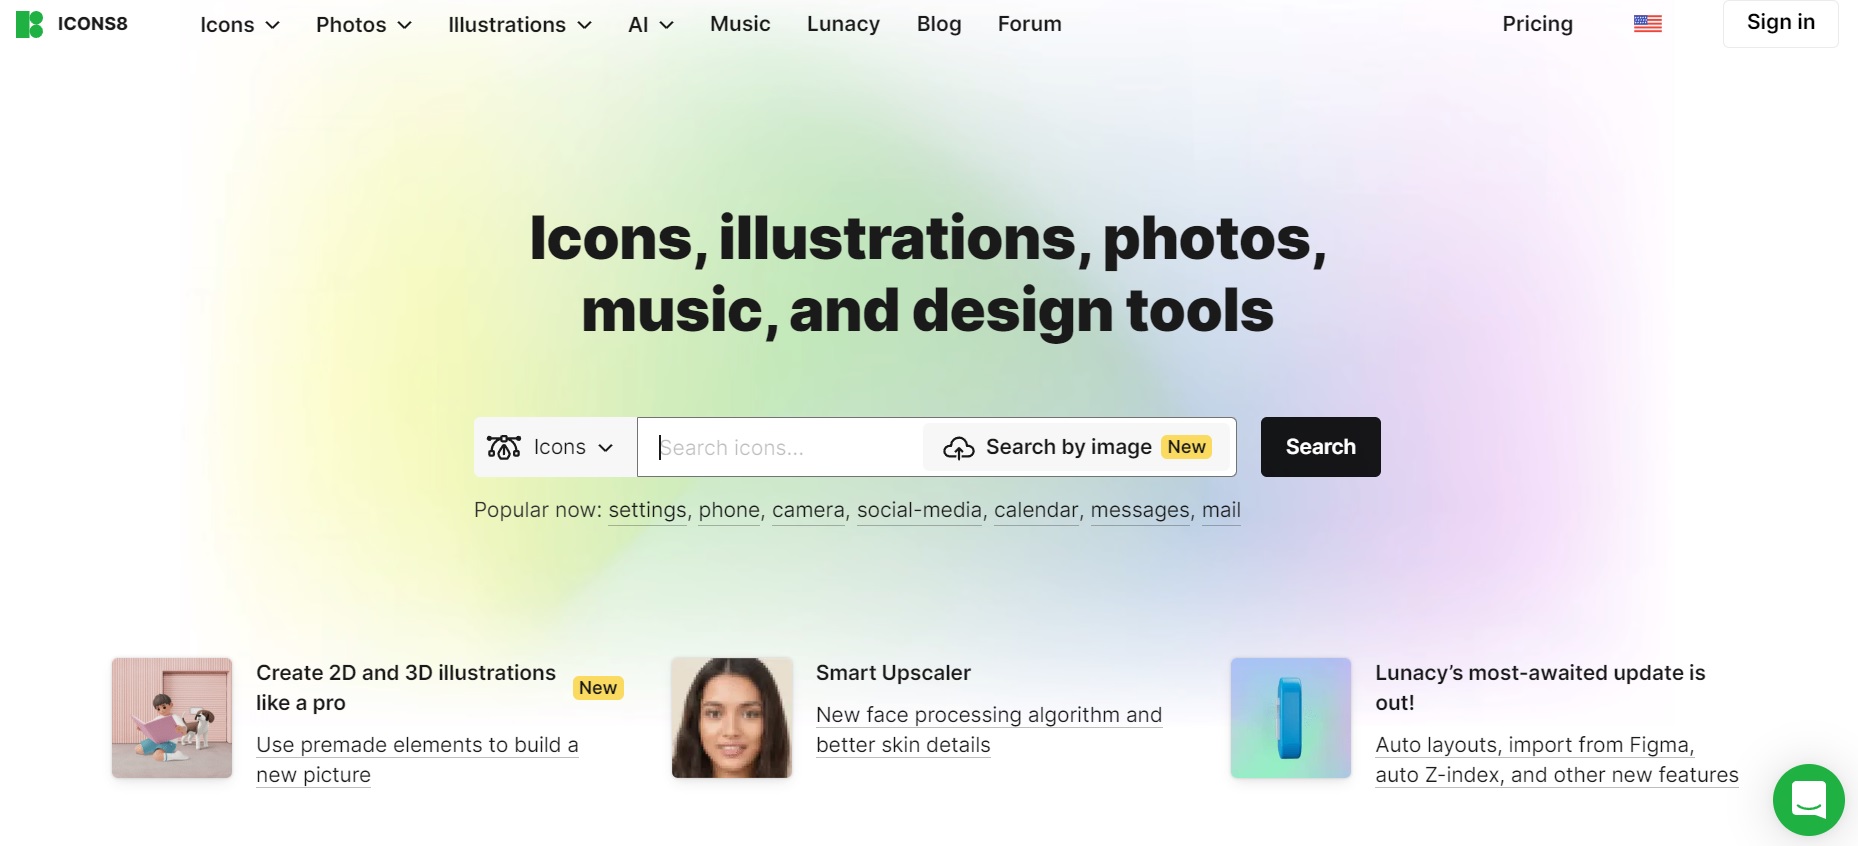 ICONS8
Icons
Photos
Illustrations
AI
Music
Lunacy
Blog
Forum
Pricing
Sign in
Icons, illustrations, photos,
music, and design tools
Icons
Search icons...
Search by image
New
Search
Popular now: settings, phone, camera, social-media, calendar, messages, mail
Create 2D and 3D illustrations
like a pro
New
Use premade elements to build a
new picture
Smart Upscaler
New face processing algorithm and
better skin details
Lunacy’s most-awaited update is
out!
Auto layouts, import from Figma,
auto Z-index, and other new features